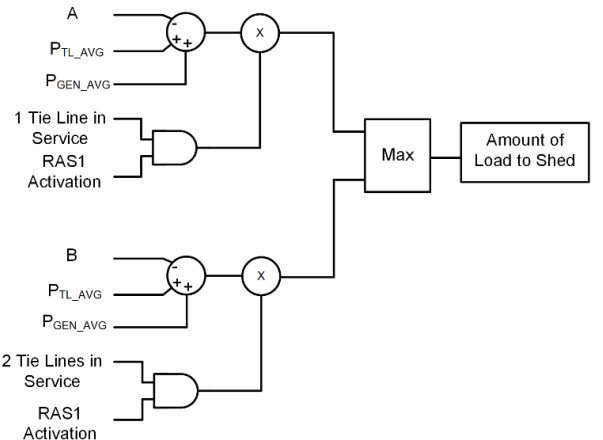 A
-
+
+
X
PTL_AVG
PGEN_AVG
1 Tie Line in
Service
RAS1
Activation
Max
Amount of
Load to Shed
B
-
+
+
X
PTL_AVG
PGEN_AVG
2 Tie Lines in
Service
RAS1
Activation